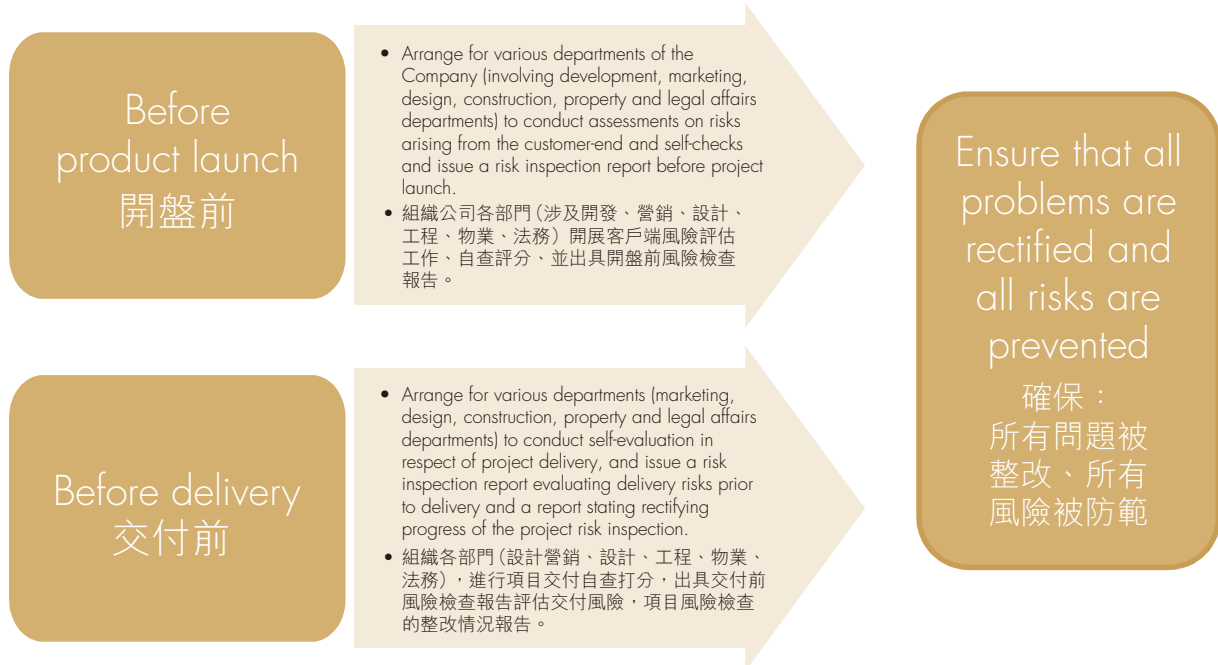 Before
product launch
開盤前
• Arrange for various departments of the
Company (involving development, marketing,
design, construction, property and legal affairs
departments) to conduct assessments on risks
arising from the customer-end and self-checks
and issue a risk inspection report before project
launch.
• 組織公司各部門(涉及開發、營銷、設計、
工程、物業、法務)開展客戶端風險評估
工作、自查評分、並出具開盤前風險檢查
報告。
Before delivery
交付前
• Arrange for various departments (marketing,
design, construction, property and legal affairs
departments) to conduct self-evaluation in
respect of project delivery, and issue a risk
inspection report evaluating delivery risks prior
to delivery and a report stating rectifying
progress of the project risk inspection.
• 組織各部門(設計營銷、設計、工程、物業、
法務),進行項目交付自查打分,出具交付前
風險檢查報告評估交付風險,項目風險檢查
的整改情況報告。
Ensure that all
problems are
rectified and
all risks are
prevented
確保:
所有問題被
整改、所有
風險被防範